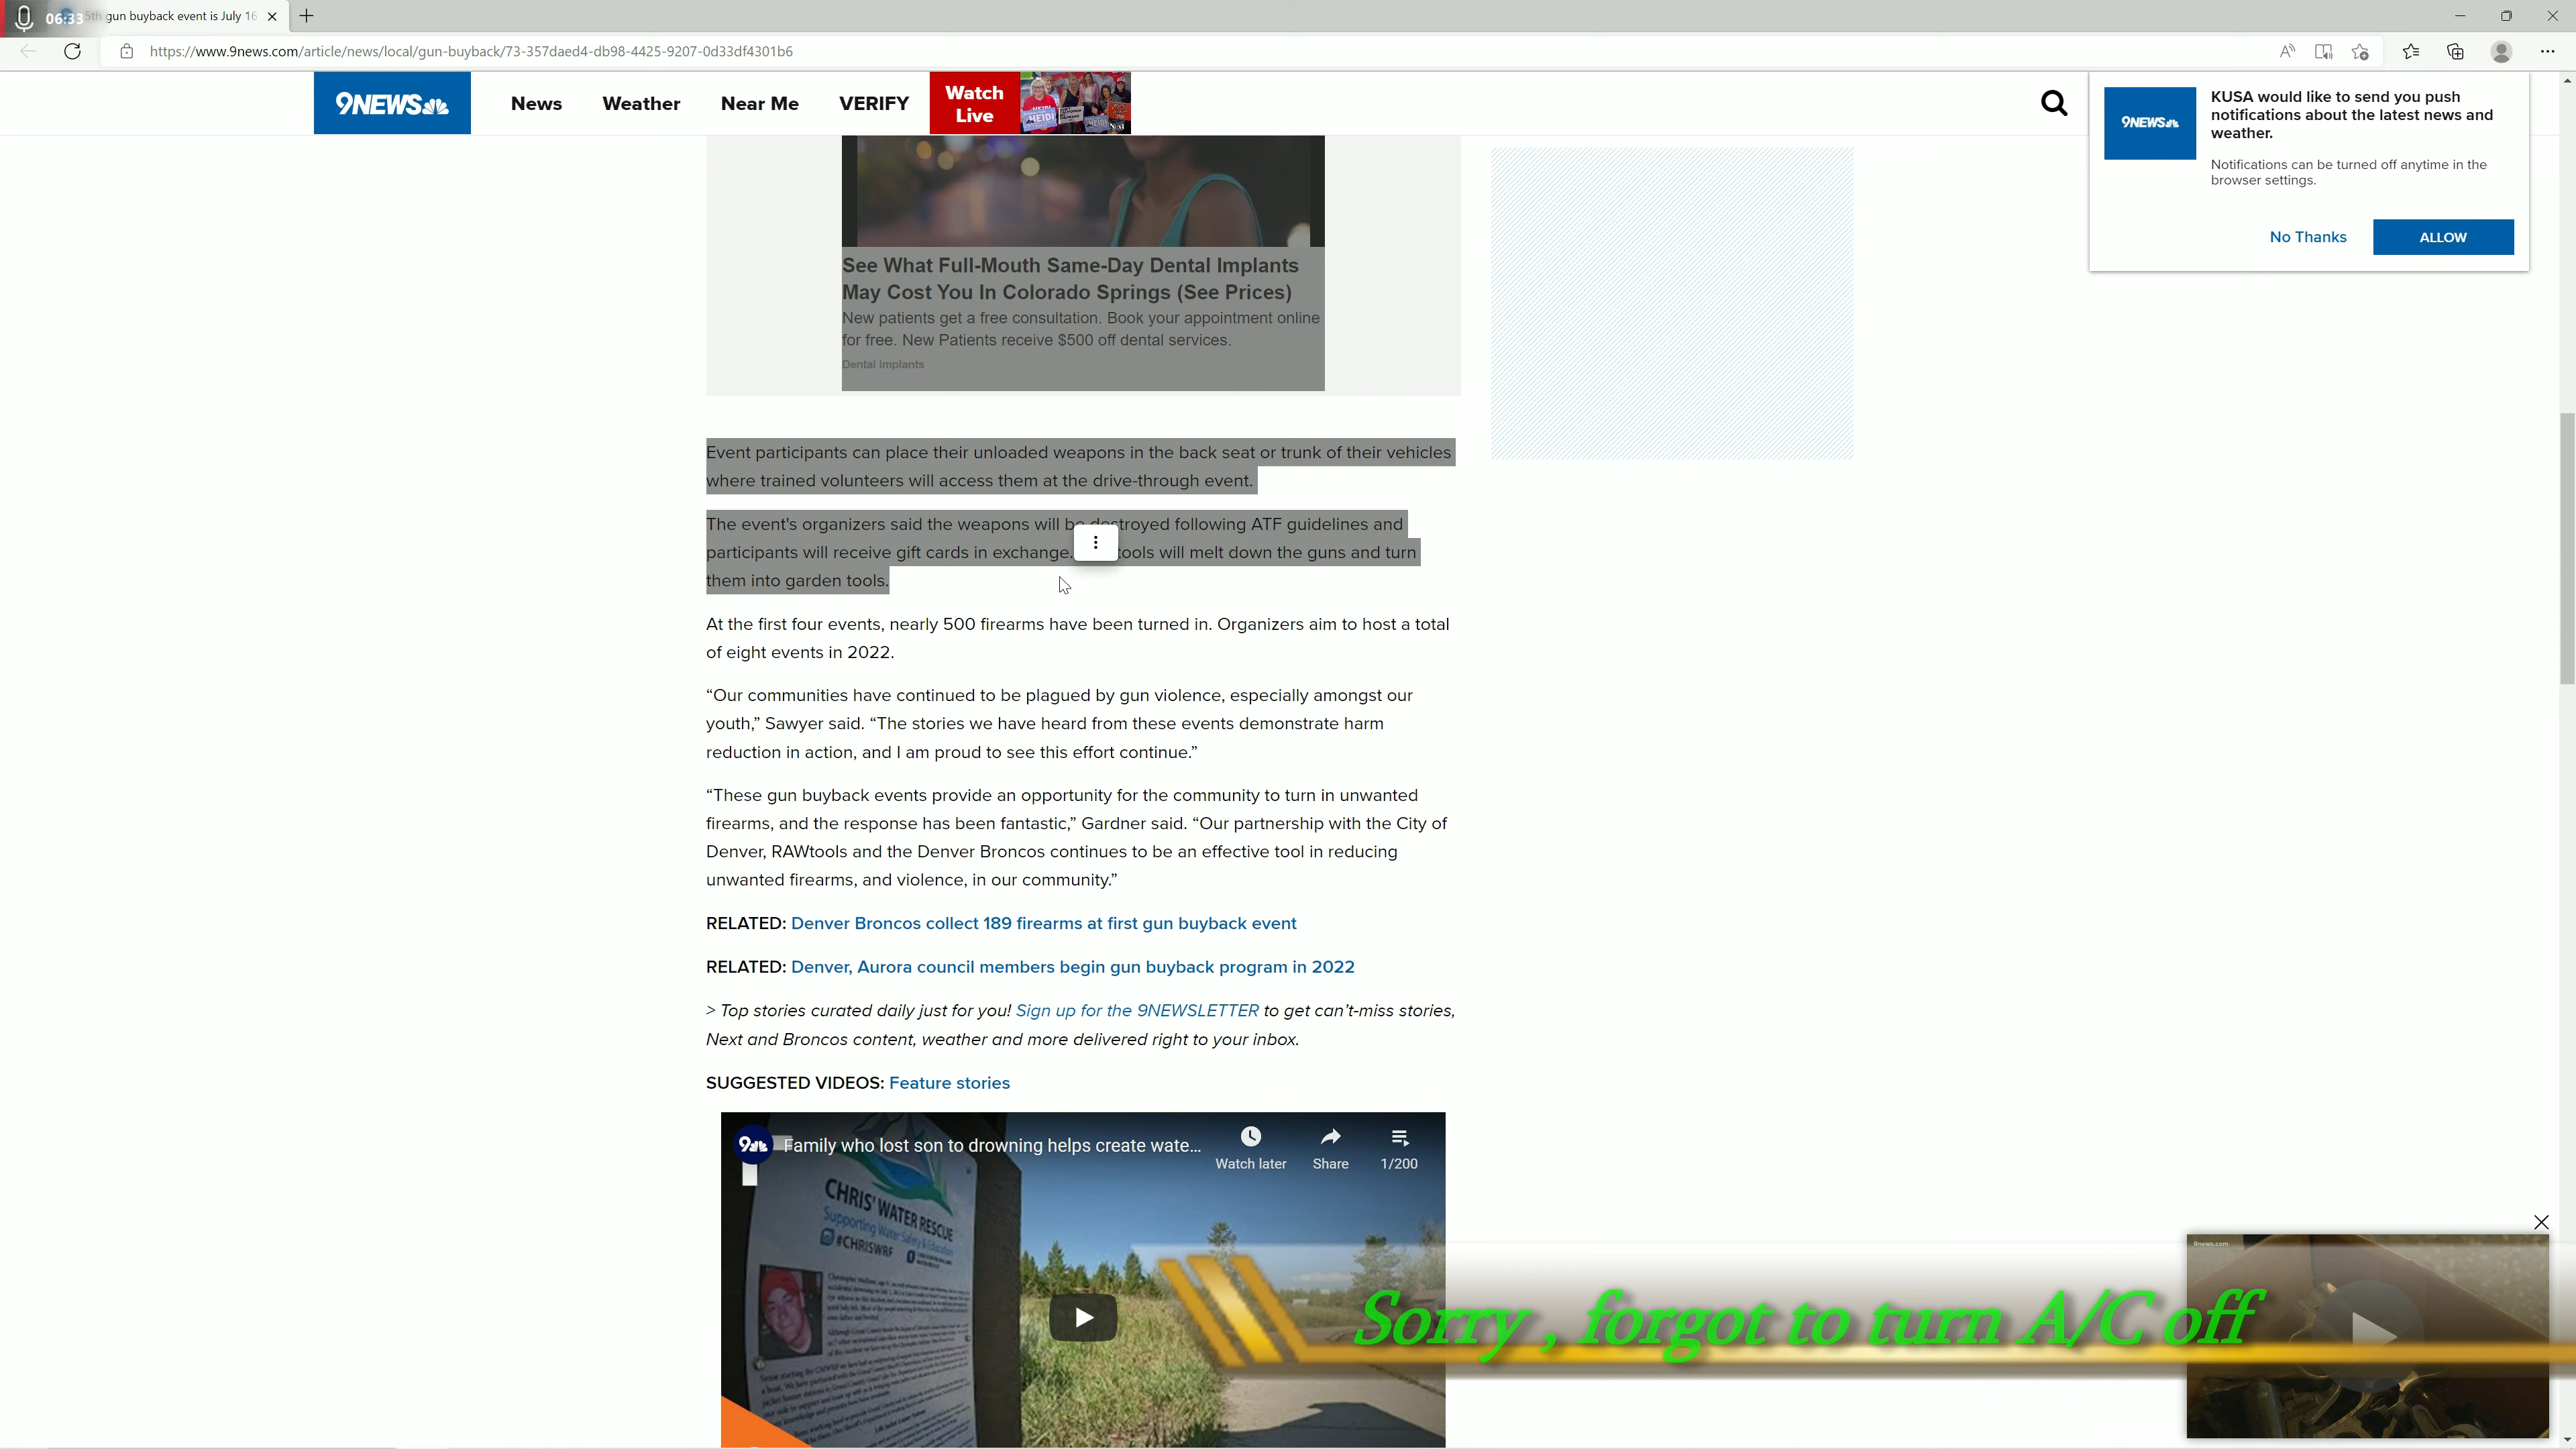 06:33
5th gun buyback event is July 16
https://www.9news.com/article/news/local/gun-buyback/73-357daed4-db98-4425-9207-0d33df4301b6
9NEWS
News
Weather
Near Me
VERIFY
Watch
Live
HEIDI
HEIDI
Next
9NEWS
KUSA would like to send you push
notifications about the latest news and
weather.
Notifications can be turned off anytime in the
browser settings.
No Thanks
ALLOW
See What Full-Mouth Same-Day Dental Implants
May Cost You In Colorado Springs (See Prices)
New patients get a free consultation. Book your appointment online
for free. New Patients receive $500 off dental services.
Dental Implants
Event participants can place their unloaded weapons in the back seat or trunk of their vehicles
where trained volunteers will access them at the drive-through event.
The event's organizers said the weapons will be destroyed following ATF guidelines and
participants will receive gift cards in exchange. tools will melt down the guns and turn
them into garden tools.
At the first four events, nearly 500 firearms have been turned in. Organizers aim to host a total
of eight events in 2022.
“Our communities have continued to be plagued by gun violence, especially amongst our
youth,” Sawyer said. “The stories we have heard from these events demonstrate harm
reduction in action, and I am proud to see this effort continue.”
“These gun buyback events provide an opportunity for the community to turn in unwanted
firearms, and the response has been fantastic,” Gardner said. “Our partnership with the City of
Denver, RAWtools and the Denver Broncos continues to be an effective tool in reducing
unwanted firearms, and violence, in our community.”
RELATED: Denver Broncos collect 189 firearms at first gun buyback event
RELATED: Denver, Aurora council members begin gun buyback program in 2022
> Top stories curated daily just for you! Sign up for the 9NEWSLETTER to get can’t-miss stories,
Next and Broncos content, weather and more delivered right to your inbox.
SUGGESTED VIDEOS: Feature stories
9
Family who lost son to drowning helps create wate...
Watch later
Share
1/200
CHRIS' WATER RESCUE
Supporting Water Safety & Education
#CHRISWRF
9news.com
Sorry , forgot to turn A/C off